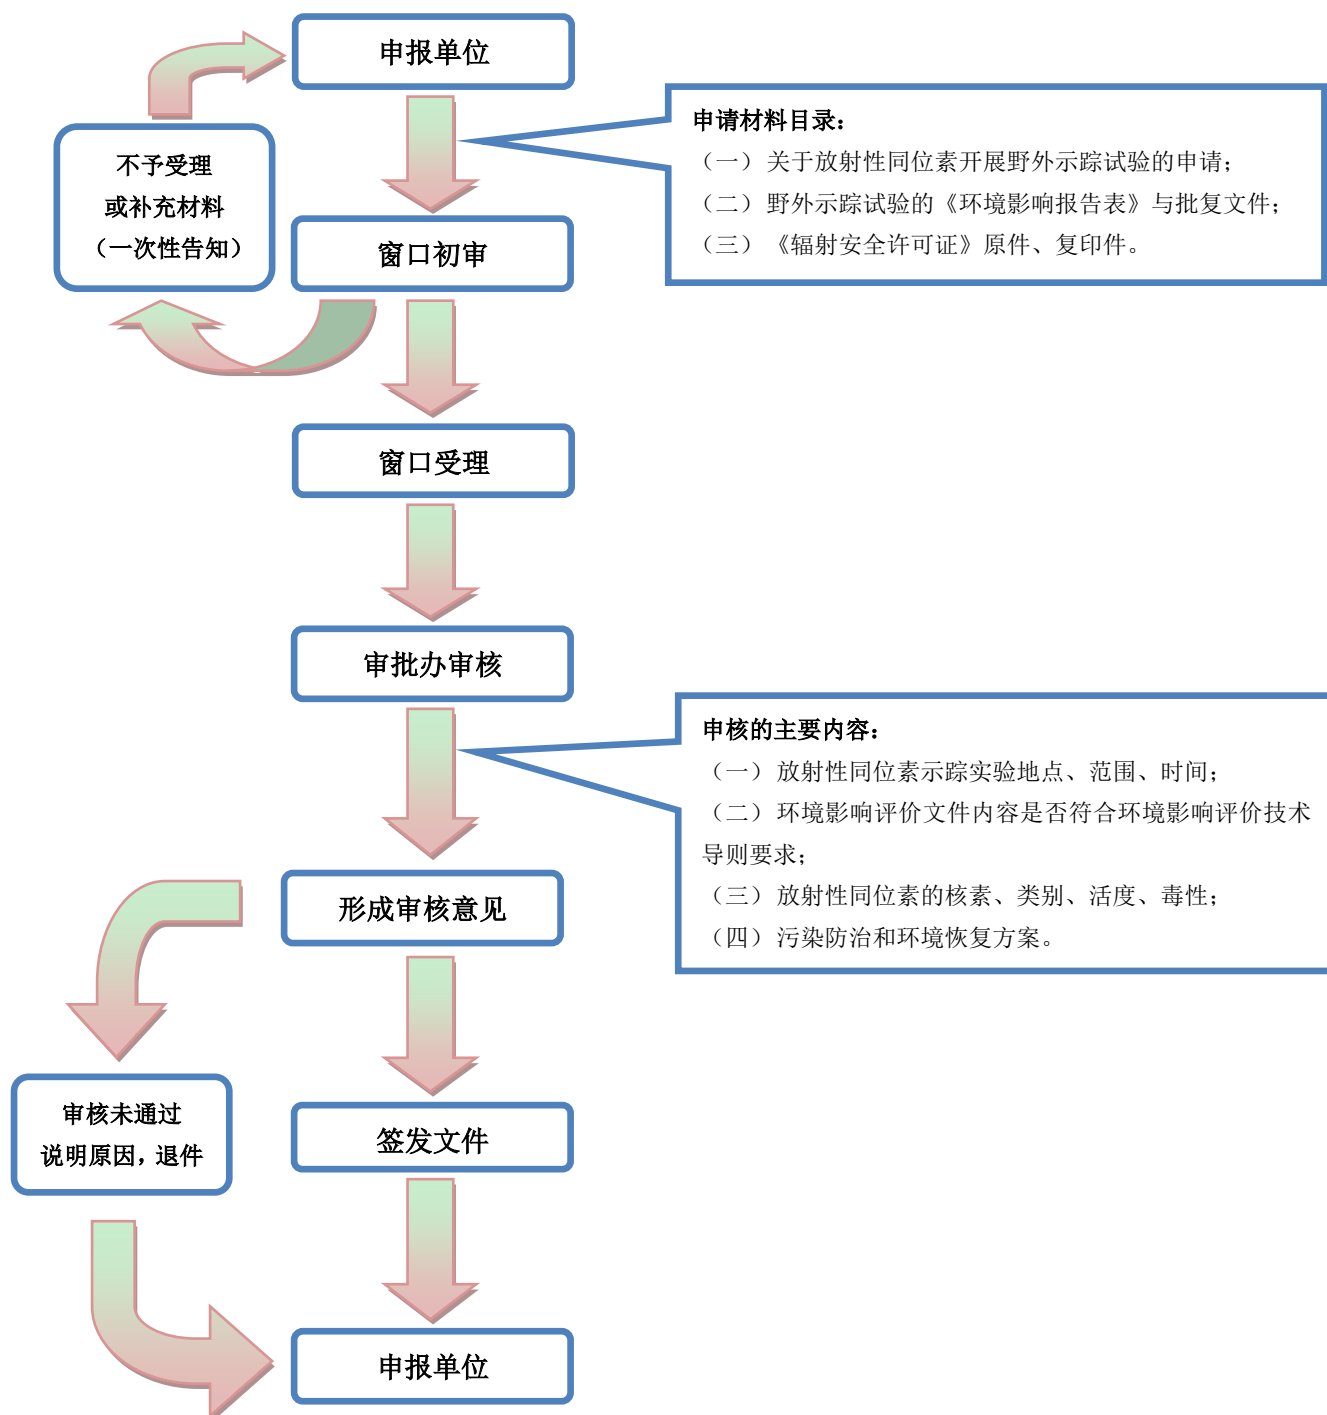 申报单位
申请材料目录：
（一） 关于放射性同位素开展野外示踪试验的申请；
（二） 野外示踪试验的《环境影响报告表》与批复文件；
（三） 《辐射安全许可证》原件、复印件。
不予受理
或补充材料
（一次性告知）
窗口初审
窗口受理
审批办审核
申核的主要内容：
（一） 放射性同位素示踪实验地点、范围、时间；
（二） 环境影响评价文件内容是否符合环境影响评价技术
导则要求；
（三） 放射性同位素的核素、类别、活度、毒性；
（四） 污染防治和环境恢复方案。
形成审核意见
审核未通过
说明原因，退件
签发文件
申报单位